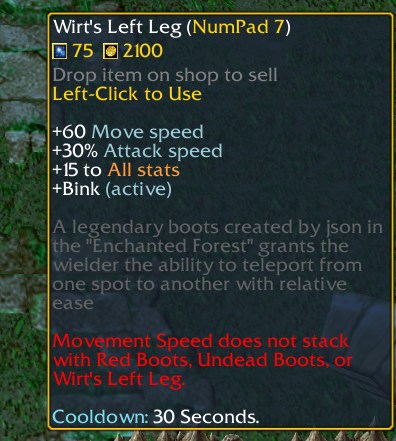 Wirt's Left Leg (NumPad 7)
75 2100
Drop item on shop to sell
Left-Click to Use
+60 Move speed
+30% Attack speed
+15 to All stats
+Bink (active)
A legendary boots created by json in
the "Enchanted Forest" grants the
wielder the ability to teleport from
one spot to another with relative
ease
Movement Speed does not stack
with Red Boots, Undead Boots, or
Wirt's Left Leg.
Cooldown: 30 Seconds.